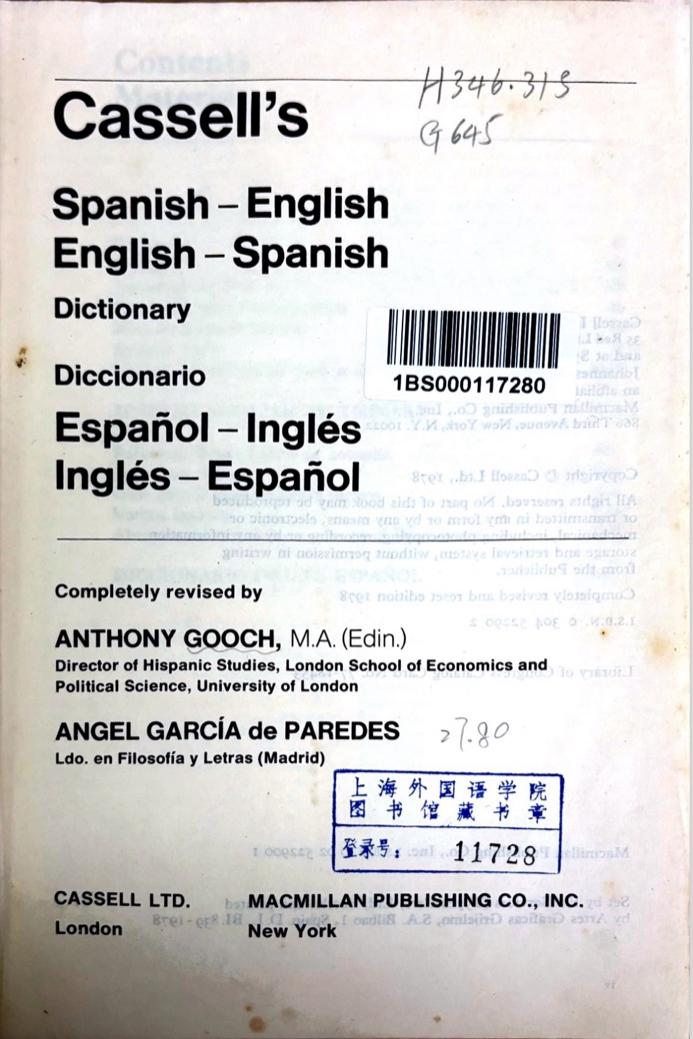 H346.315
G645
Cassell's
Spanish – English
English – Spanish
Dictionary
1BS000117280
Diccionario
Español – Inglés
Inglés – Español
Completely revised by
ANTHONY GOOCH, M.A. (Edin.)
Director of Hispanic Studies, London School of Economics and
Political Science, University of London
ANGEL GARCÍA de PAREDES
27.80
Ldo. en Filosofía y Letras (Madrid)
上海外国语学院
图书馆藏书章
登录号: 11728
CASSELL LTD.
London
MACMILLAN PUBLISHING CO., INC.
New York